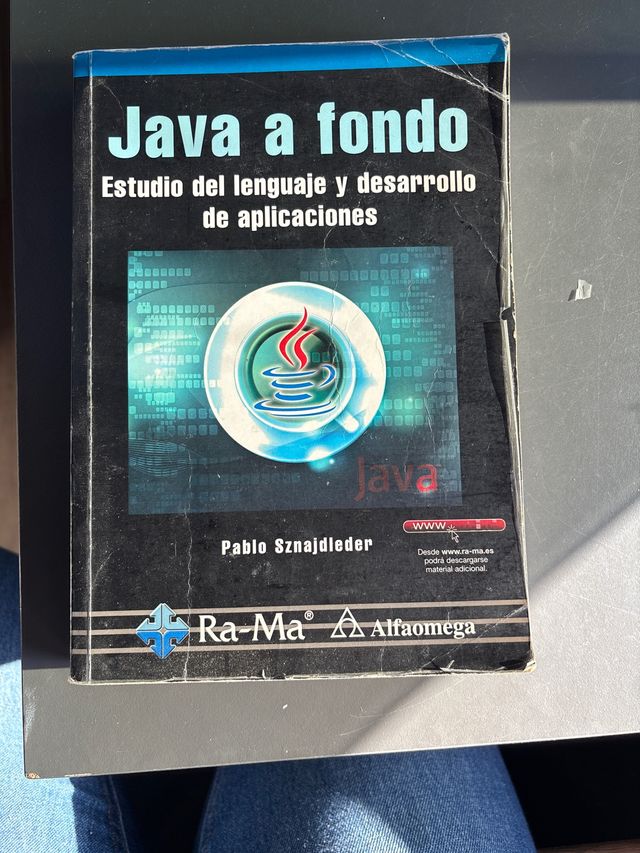 Java a fondo
Estudio del lenguaje y desarrollo
de aplicaciones
Java
Pablo Sznajdleder
www
Desde www.ra-ma.es
podrá descargarse
material adicional.
Ra-Ma® Alfaomega